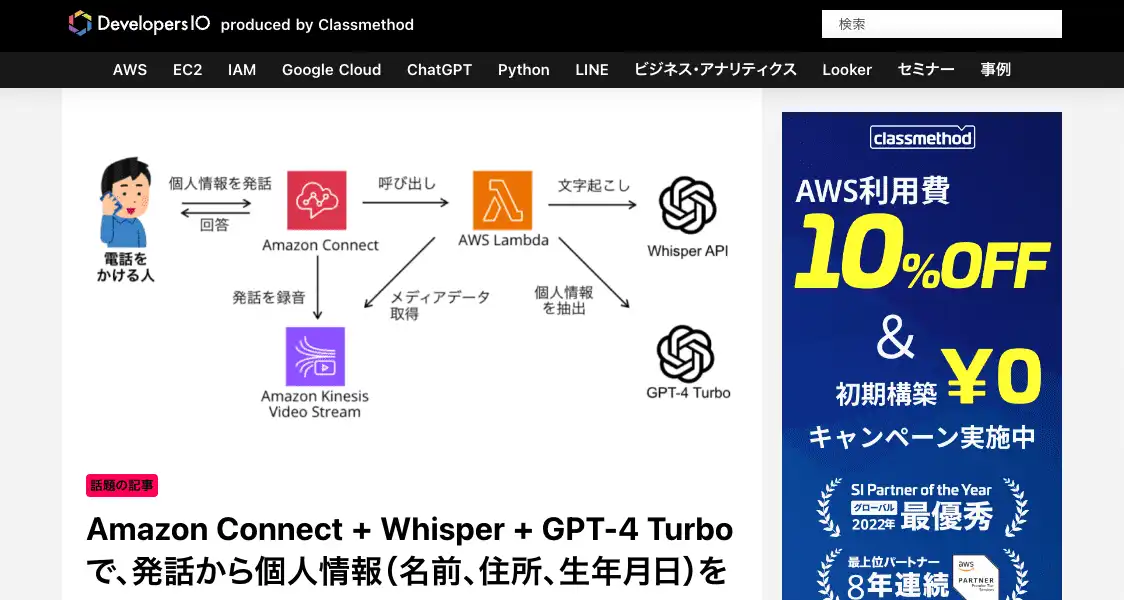 DevelopersIO produced by Classmethod
検索
AWS EC2 IAM Google Cloud ChatGPT Python LINE ビジネス・アナリティクス Looker セミナー 事例
個人情報を発話
回答
電話を
かける人
Amazon Connect
呼び出し
AWS Lambda
文字起こし
Whisper API
発話を録音
メディアデータ
取得
個人情報
を抽出
Amazon Kinesis
Video Stream
GPT-4 Turbo
話題の記事
Amazon Connect + Whisper + GPT-4 Turbo
で、発話から個人情報（名前、住所、生年月日）を
classmethod
AWS利用費
10%OFF
&
初期構築 ¥0
キャンペーン実施中
SI Partner of the Year
グローバル
2022年 最優秀
最上位パートナー
8年連続
aws
PARTNER